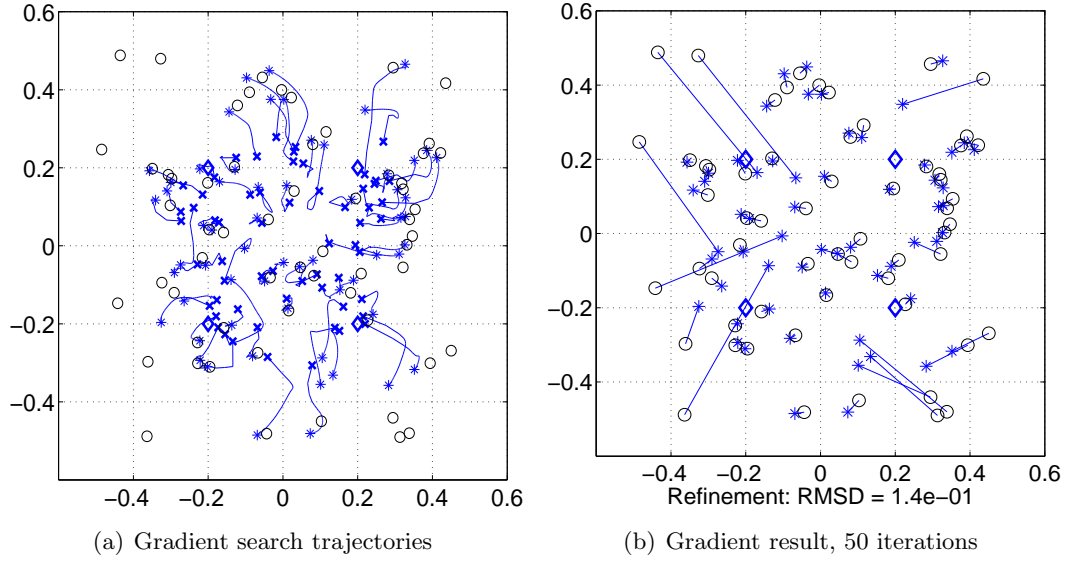 0.6
0.4
0.2
0
−0.2
−0.4
−0.4 −0.2 0 0.2 0.4 0.6
(a) Gradient search trajectories
0.6
0.4
0.2
0
−0.2
−0.4
−0.4 −0.2 0 0.2 0.4 0.6
Refinement: RMSD = 1.4e−01
(b) Gradient result, 50 iterations